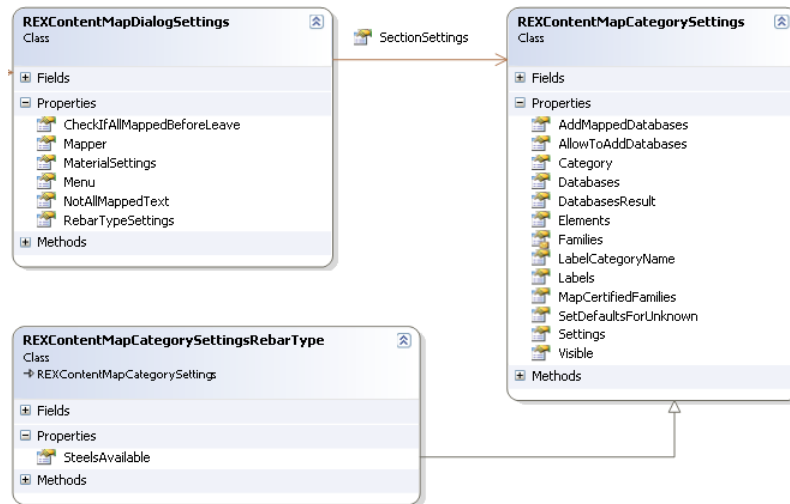 REXContentMapDialogSettings
Class
Fields
Properties
CheckIfAllMappedBeforeLeave
Mapper
MaterialSettings
Menu
NotAllMappedText
RebarTypeSettings
Methods
SectionSettings
REXContentMapCategorySettings
Class
Fields
Properties
AddMappedDatabases
AllowToAddDatabases
Category
Databases
DatabasesResult
Elements
Families
LabelCategoryName
Labels
MapCertifiedFamilies
SetDefaultsForUnknown
Settings
Visible
Methods
REXContentMapCategorySettingsRebarType
Class
REXContentMapCategorySettings
Fields
Properties
SteelsAvailable
Methods